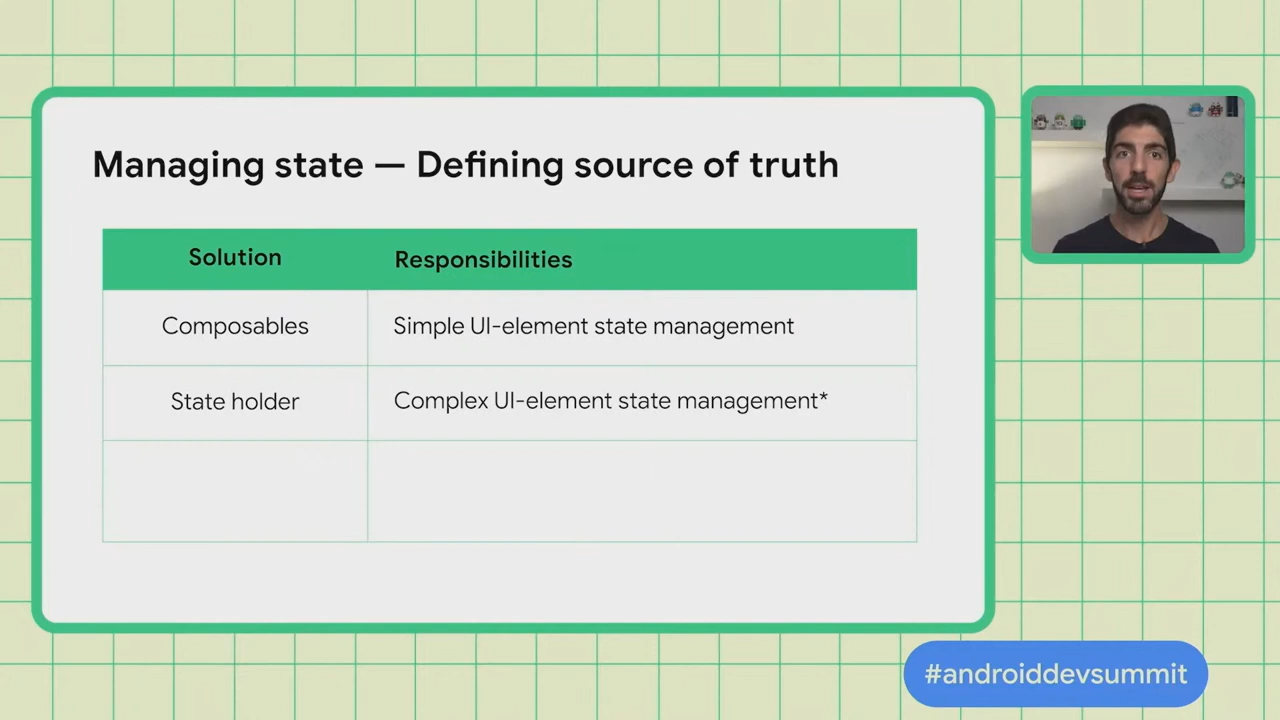 Managing state — Defining source of truth
Solution Responsibilities
Composables Simple UI-element state management
State holder Complex UI-element state management*
#androiddevsummit